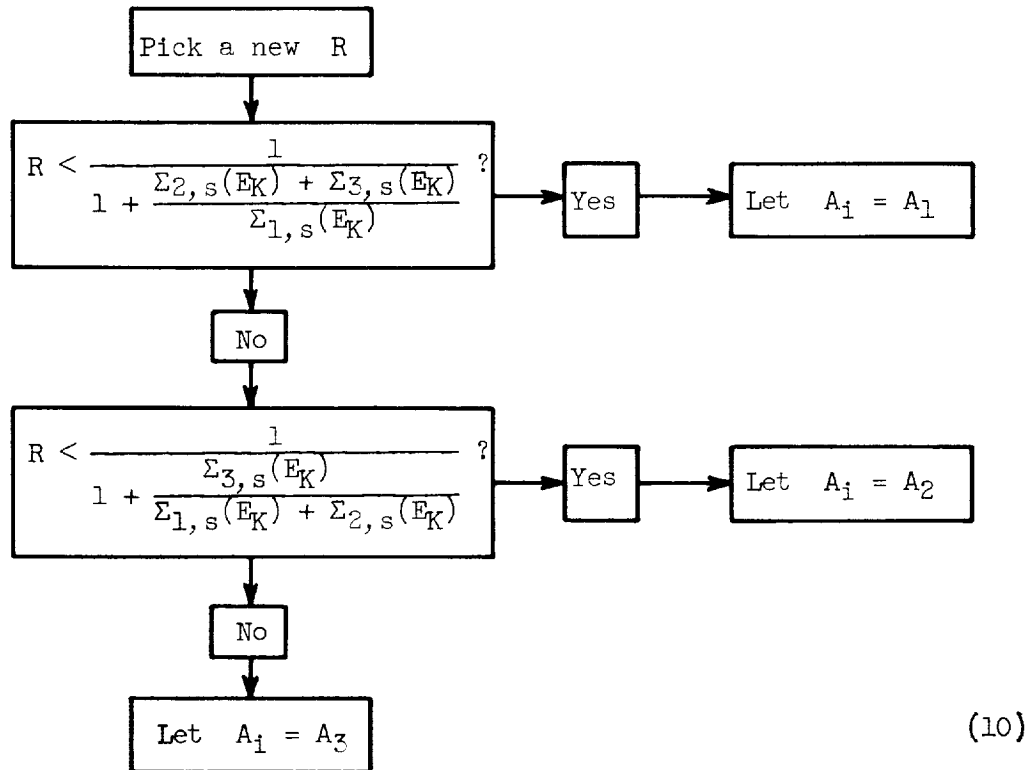 Pick a new R
R < 1 / (1 + (Σ2,s(EK) + Σ3,s(EK)) / Σ1,s(EK)) ?
Yes
Let Ai = A1
No
R < 1 / (1 + Σ3,s(EK) / (Σ1,s(EK) + Σ2,s(EK))) ?
Yes
Let Ai = A2
No
Let Ai = A3
(10)